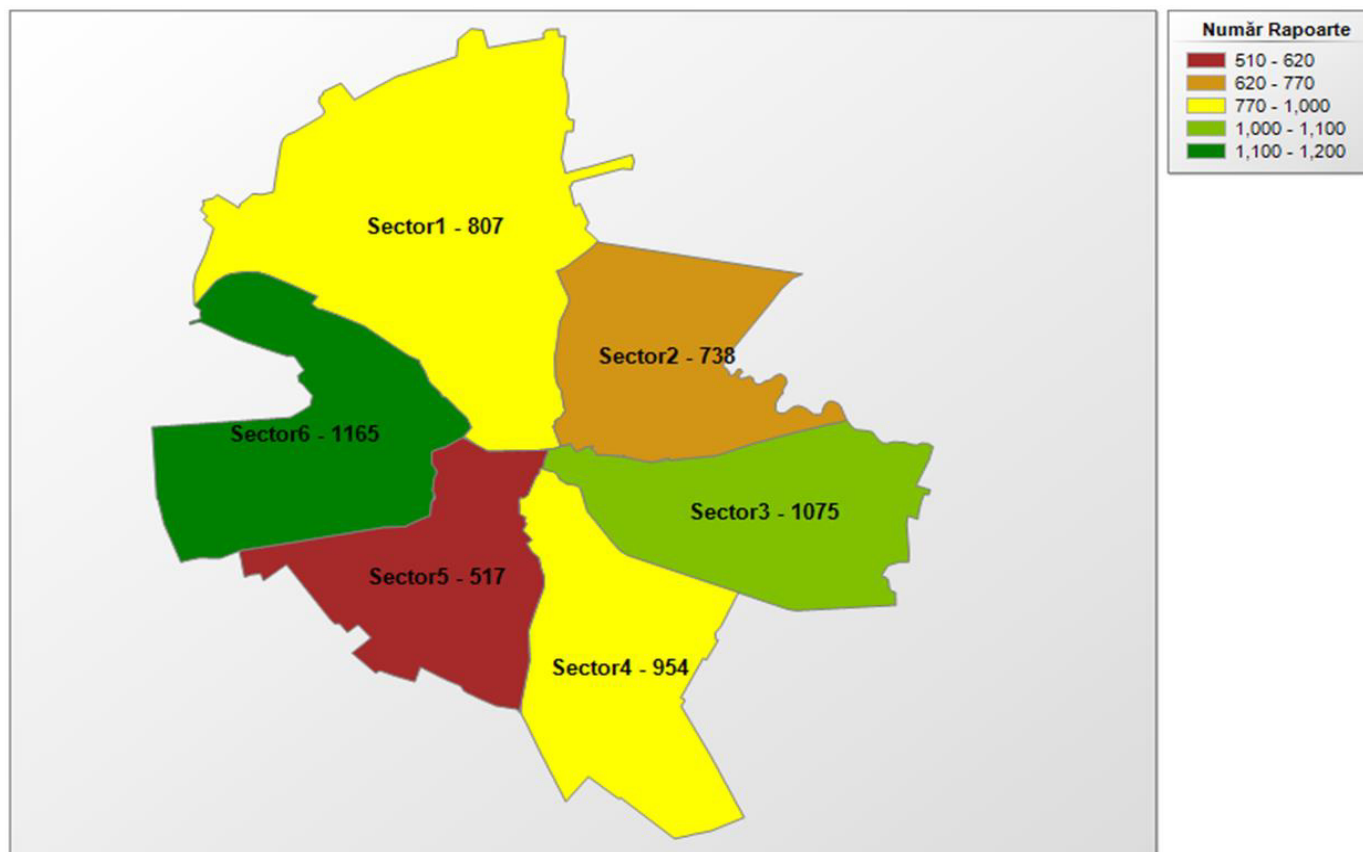 Număr Rapoarte
510 - 620
620 - 770
770 - 1,000
1,000 - 1,100
1,100 - 1,200
Sector1 - 807
Sector2 - 738
Sector6 - 1165
Sector3 - 1075
Sector5 - 517
Sector4 - 954